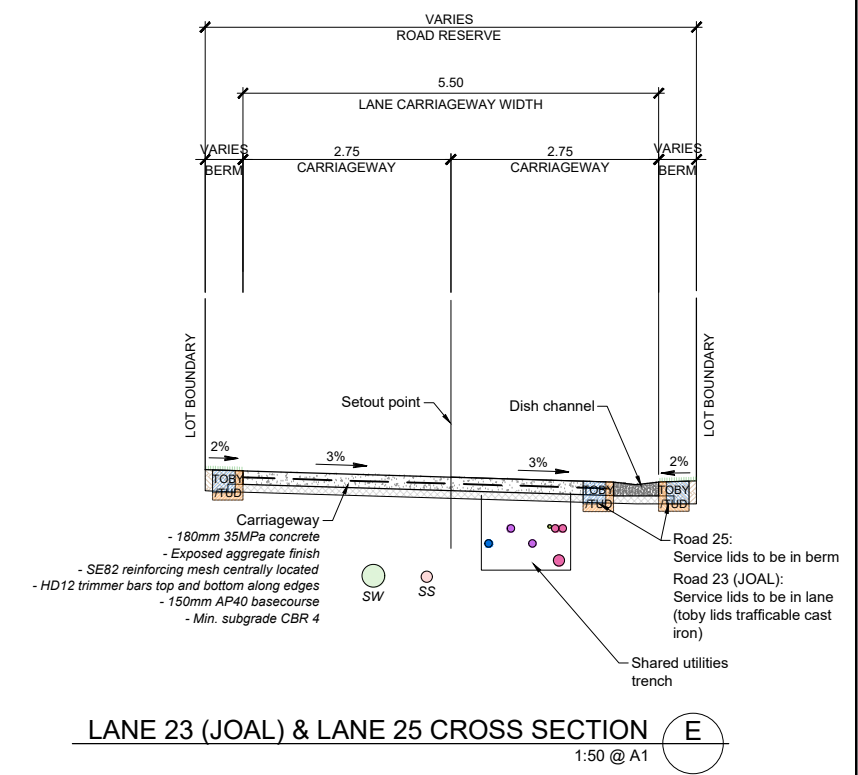 VARIES
ROAD RESERVE
5.50
LANE CARRIAGEWAY WIDTH
VARIES
BERM
2.75
CARRIAGEWAY
2.75
CARRIAGEWAY
VARIES
BERM
LOT BOUNDARY
LOT BOUNDARY
Setout point
Dish channel
2%
3%
3%
2%
TOBY
/TUD
TOBY
/TUD
TOBY
/TUD
Carriageway
- 180mm 35MPa concrete
- Exposed aggregate finish
- SE82 reinforcing mesh centrally located
- HD12 trimmer bars top and bottom along edges
- 150mm AP40 basecourse
- Min. subgrade CBR 4
SW
SS
Road 25:
Service lids to be in berm
Road 23 (JOAL):
Service lids to be in lane
(toby lids trafficable cast
iron)
Shared utilities
trench
LANE 23 (JOAL) & LANE 25 CROSS SECTION
E
1:50 @ A1